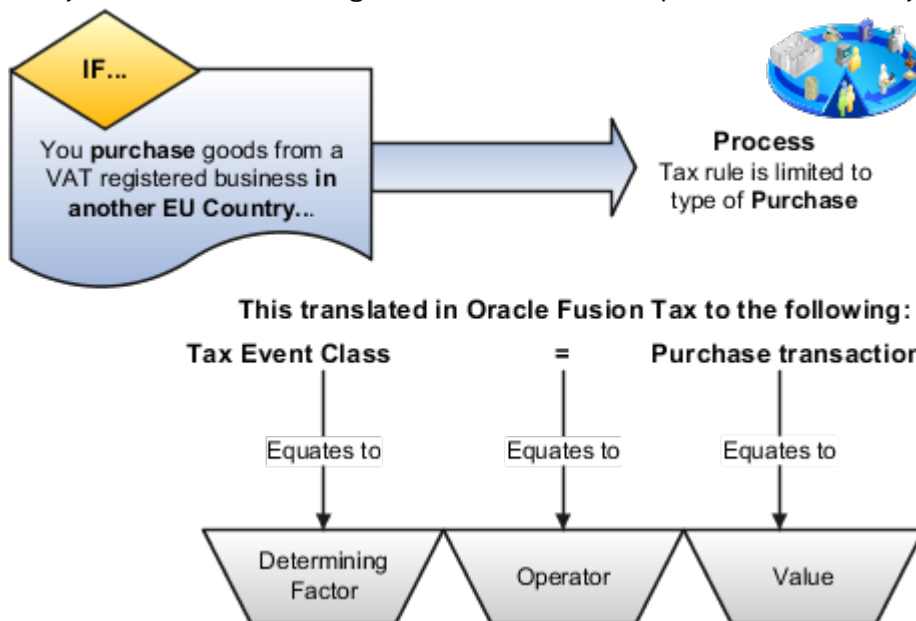 IF...
You purchase goods from a
VAT registered business in
another EU Country...
Process
Tax rule is limited to
type of Purchase
This translated in Oracle Fusion Tax to the following:
Tax Event Class = Purchase transaction
Equates to Equates to Equates to
Determining
Factor
Operator
Value